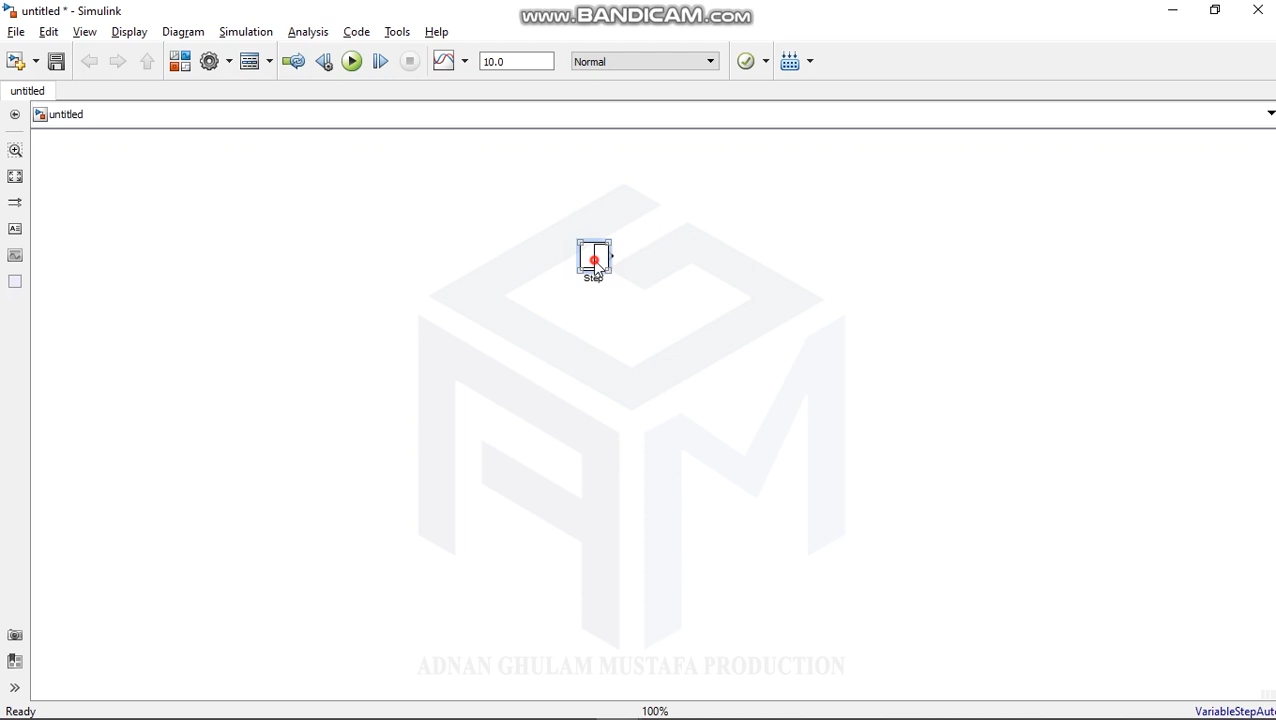 untitled * - Simulink
www.BANDICAM.com
File Edit View Display Diagram Simulation Analysis Code Tools Help
10.0 Normal
untitled
untitled
Step
ADNAN GHULAM MUSTAFA PRODUCTION
Ready 100% VariableStepAut